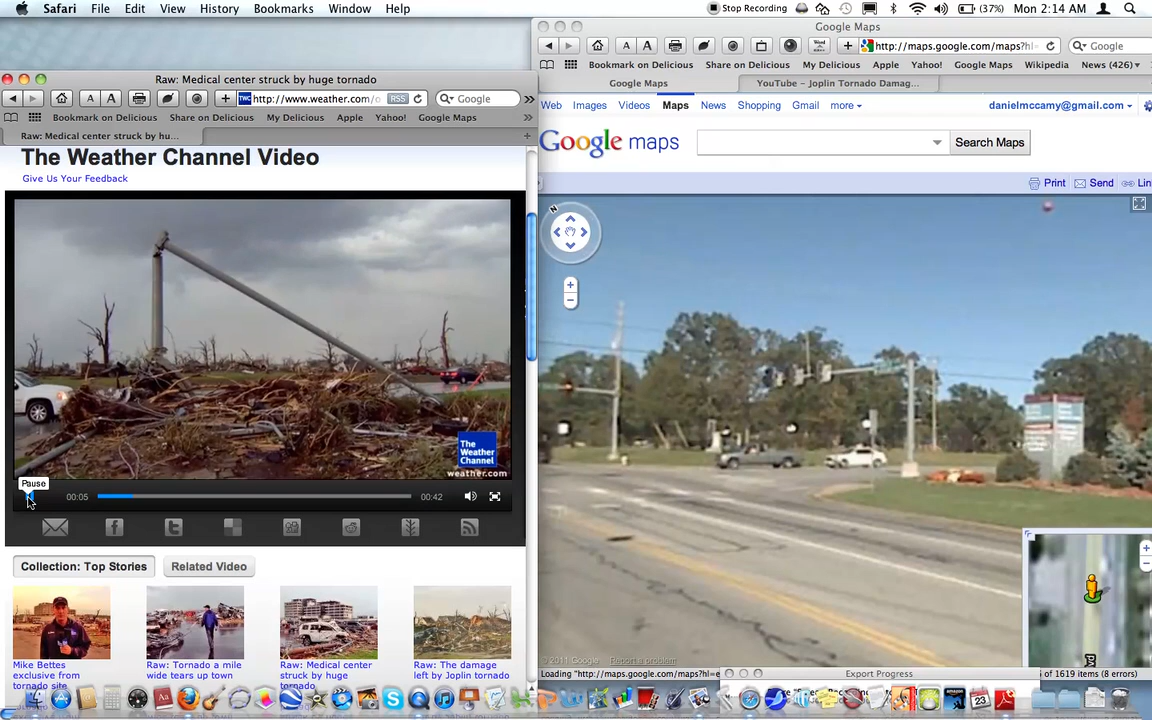 Safari File Edit View History Bookmarks Window Help
Stop Recording (37%) Mon 2:14 AM
Google Maps
A A http://maps.google.com/maps?hl= Google
Bookmark on Delicious Share on Delicious My Delicious Apple Yahoo! Google Maps Wikipedia News (426)
Google Maps YouTube – Joplin Tornado Damag...
Web Images Videos Maps News Shopping Gmail more danielmccamy@gmail.com
Google maps Search Maps
Print Send Lin
Raw: Medical center struck by huge tornado
A A http://www.weather.com/o RSS Google
Bookmark on Delicious Share on Delicious My Delicious Apple Yahoo! Google Maps
Raw: Medical center struck by hu...
The Weather Channel Video
Give Us Your Feedback
The
Weather
Channel
weather.com
Pause
00:05 00:42
Collection: Top Stories Related Video
Mike Bettes
exclusive from
tornado site
Raw: Tornado a mile
wide tears up town
Raw: Medical center
struck by huge
tornado
Raw: The damage
left by Joplin tornado
N
© 2011 Google Report a problem
Loading "http://maps.google.com/maps?hl=e
Export Progress
of 1619 items (8 errors)